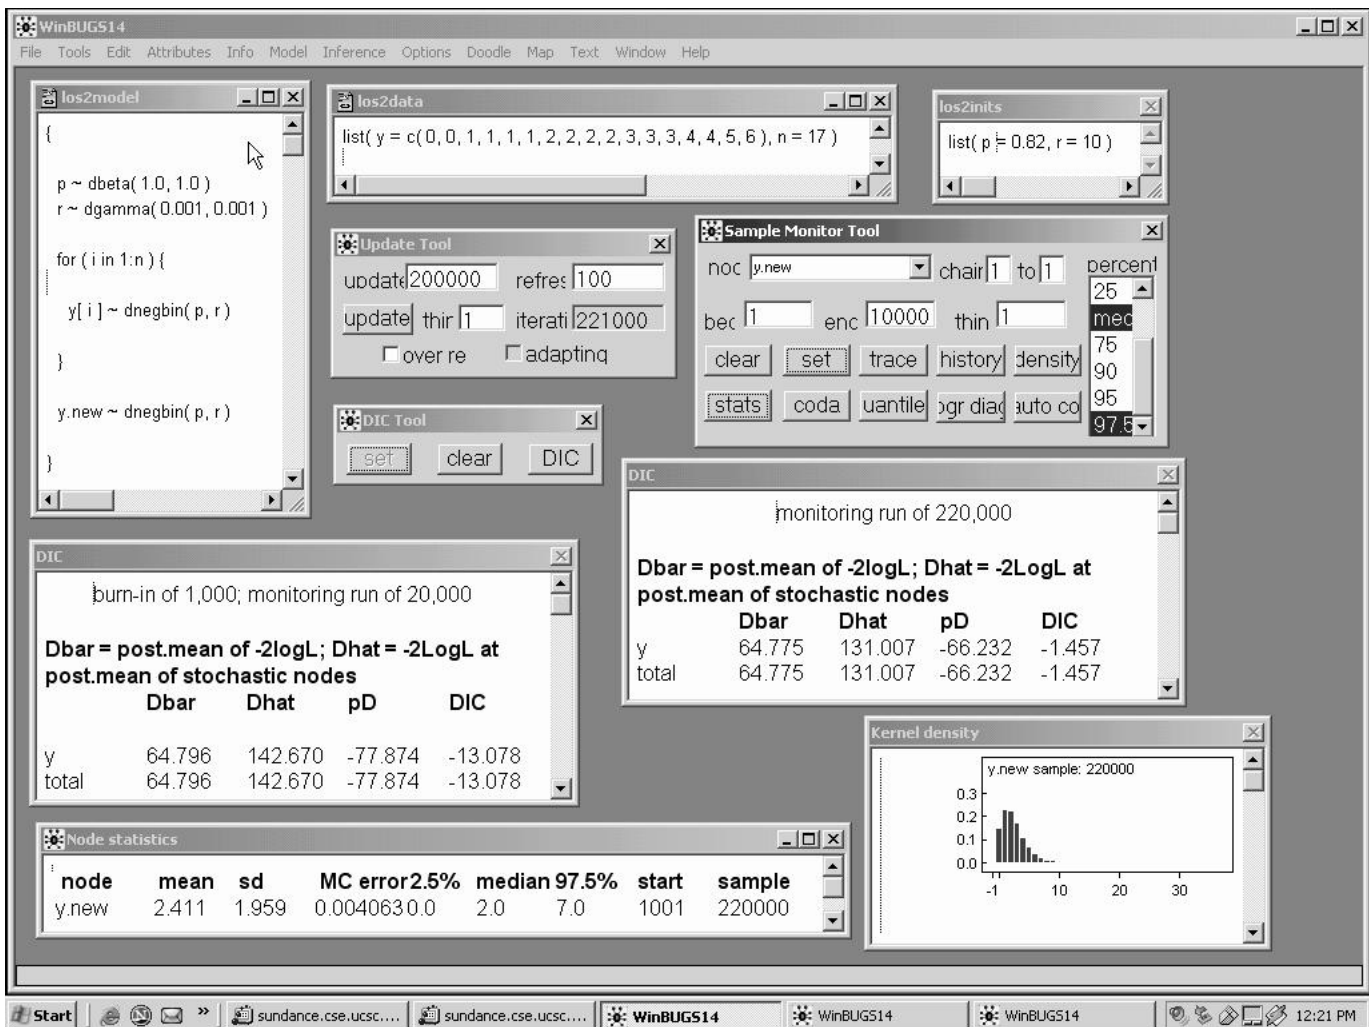 WinBUGS14
File Tools Edit Attributes Info Model Inference Options Doodle Map Text Window Help
los2model
{
p ~ dbeta( 1.0, 1.0 )
r ~ dgamma( 0.001, 0.001 )
for ( i in 1:n ) {
y[ i ] ~ dnegbin( p, r )
}
y.new ~ dnegbin( p, r )
}
los2data
list( y = c( 0, 0, 1, 1, 1, 1, 2, 2, 2, 2, 3, 3, 3, 4, 4, 5, 6 ), n = 17 )
los2inits
list( p = 0.82, r = 10 )
Update Tool
update 200000 refres 100
update thir 1 iterati 221000
over re adapting
Sample Monitor Tool
noc y.new chair 1 to 1 percent
bec 1 enc 10000 thin 1
25
mec
75
90
95
97.5
clear set trace history density
stats coda uantile ogr diag auto co
DIC Tool
set clear DIC
DIC
monitoring run of 220,000
Dbar = post.mean of -2logL; Dhat = -2LogL at
post.mean of stochastic nodes
Dbar Dhat pD DIC
y 64.775 131.007 -66.232 -1.457
total 64.775 131.007 -66.232 -1.457
DIC
burn-in of 1,000; monitoring run of 20,000
Dbar = post.mean of -2logL; Dhat = -2LogL at
post.mean of stochastic nodes
Dbar Dhat pD DIC
y 64.796 142.670 -77.874 -13.078
total 64.796 142.670 -77.874 -13.078
Kernel density
y.new sample: 220000
0.3
0.2
0.1
0.0
-1 10 20 30
Node statistics
node mean sd MC error 2.5% median 97.5% start sample
y.new 2.411 1.959 0.004063 0.0 2.0 7.0 1001 220000
Start » sundance.cse.ucsc.... sundance.cse.ucsc.... WinBUGS14 WinBUGS14 WinBUGS14 12:21 PM